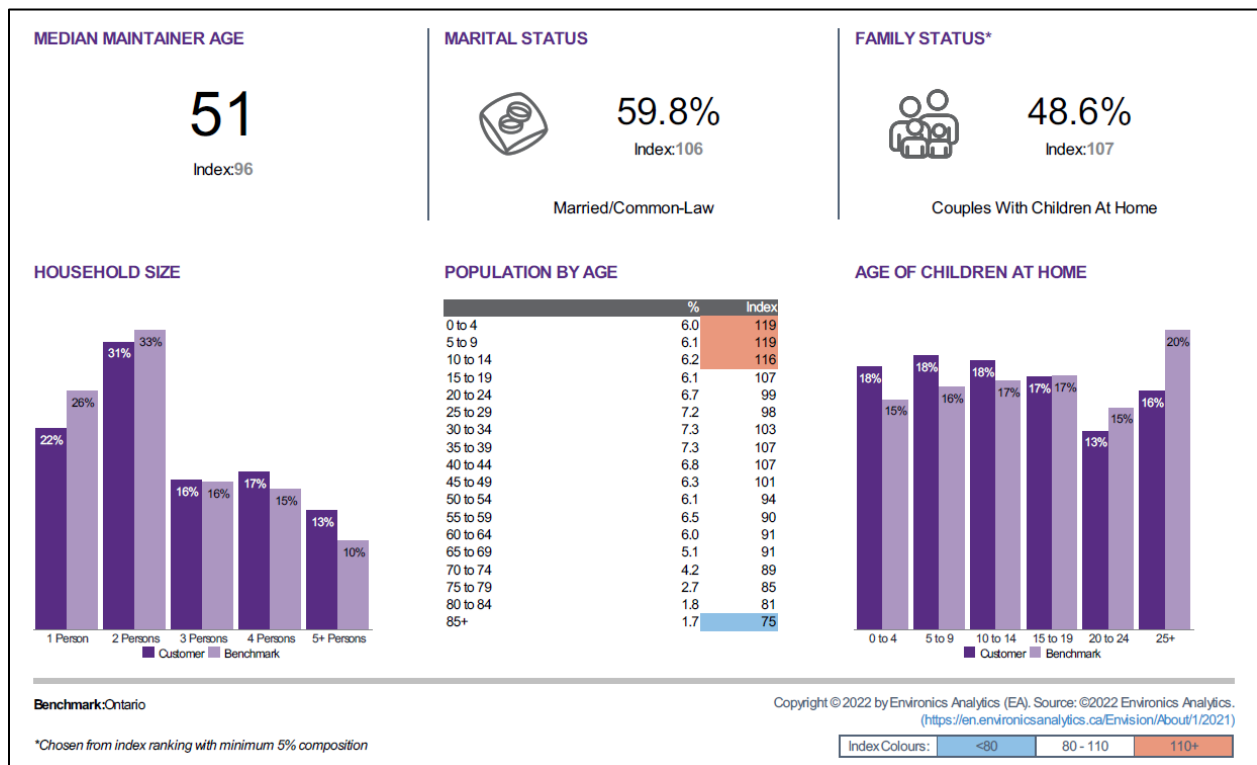 MEDIAN MAINTAINER AGE
51
Index:96
MARITAL STATUS
59.8%
Index:106
Married/Common-Law
FAMILY STATUS*
48.6%
Index:107
Couples With Children At Home
HOUSEHOLD SIZE
22%
26%
31%
33%
16%
16%
17%
15%
13%
10%
1 Person 2 Persons 3 Persons 4 Persons 5+ Persons
Customer Benchmark
POPULATION BY AGE
% Index
0 to 4 6.0 119
5 to 9 6.1 119
10 to 14 6.2 116
15 to 19 6.1 107
20 to 24 6.7 99
25 to 29 7.2 98
30 to 34 7.3 103
35 to 39 7.3 107
40 to 44 6.8 107
45 to 49 6.3 101
50 to 54 6.1 94
55 to 59 6.5 90
60 to 64 6.0 91
65 to 69 5.1 91
70 to 74 4.2 89
75 to 79 2.7 85
80 to 84 1.8 81
85+ 1.7 75
AGE OF CHILDREN AT HOME
18%
15%
18%
16%
18%
17%
17%
17%
13%
15%
16%
20%
0 to 4 5 to 9 10 to 14 15 to 19 20 to 24 25+
Customer Benchmark
Benchmark:Ontario
*Chosen from index ranking with minimum 5% composition
Copyright © 2022 by Environics Analytics (EA). Source: ©2022 Environics Analytics.
(https://en.environicsanalytics.ca/Envision/About/1/2021)
Index Colours: <80 80 - 110 110+